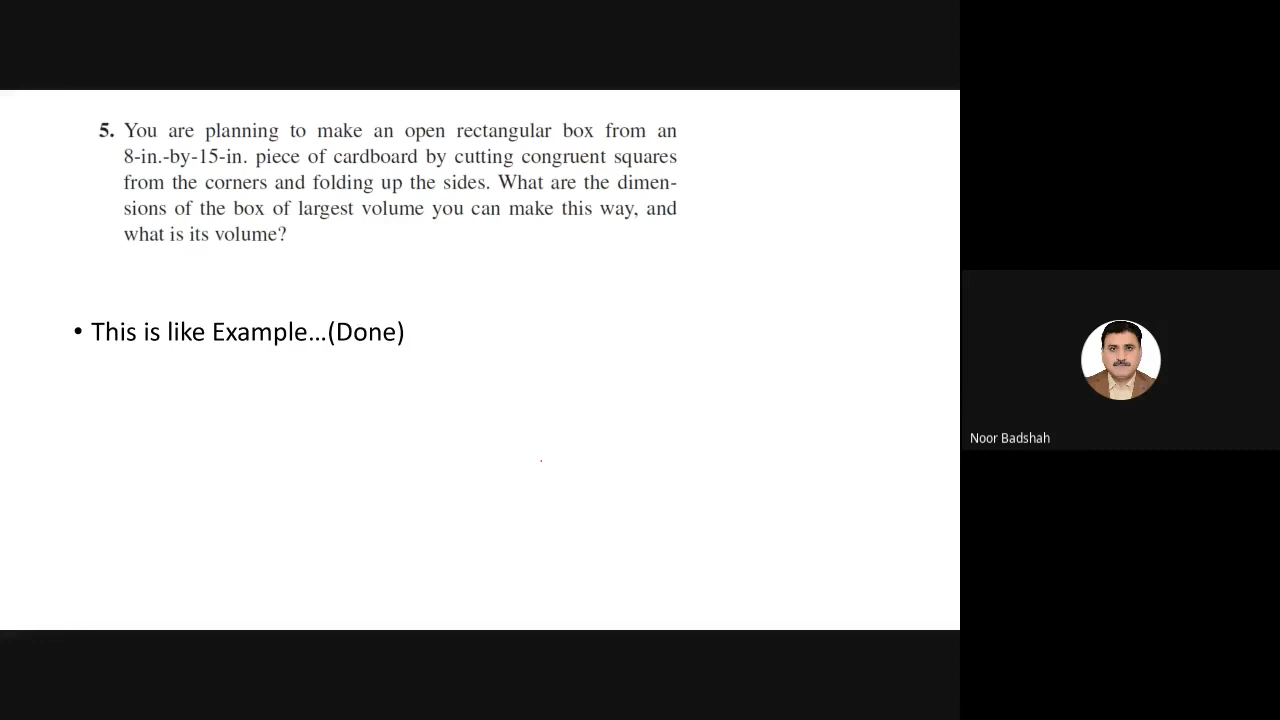 5. You are planning to make an open rectangular box from an
8-in.-by-15-in. piece of cardboard by cutting congruent squares
from the corners and folding up the sides. What are the dimen-
sions of the box of largest volume you can make this way, and
what is its volume?
• This is like Example...(Done)
Noor Badshah